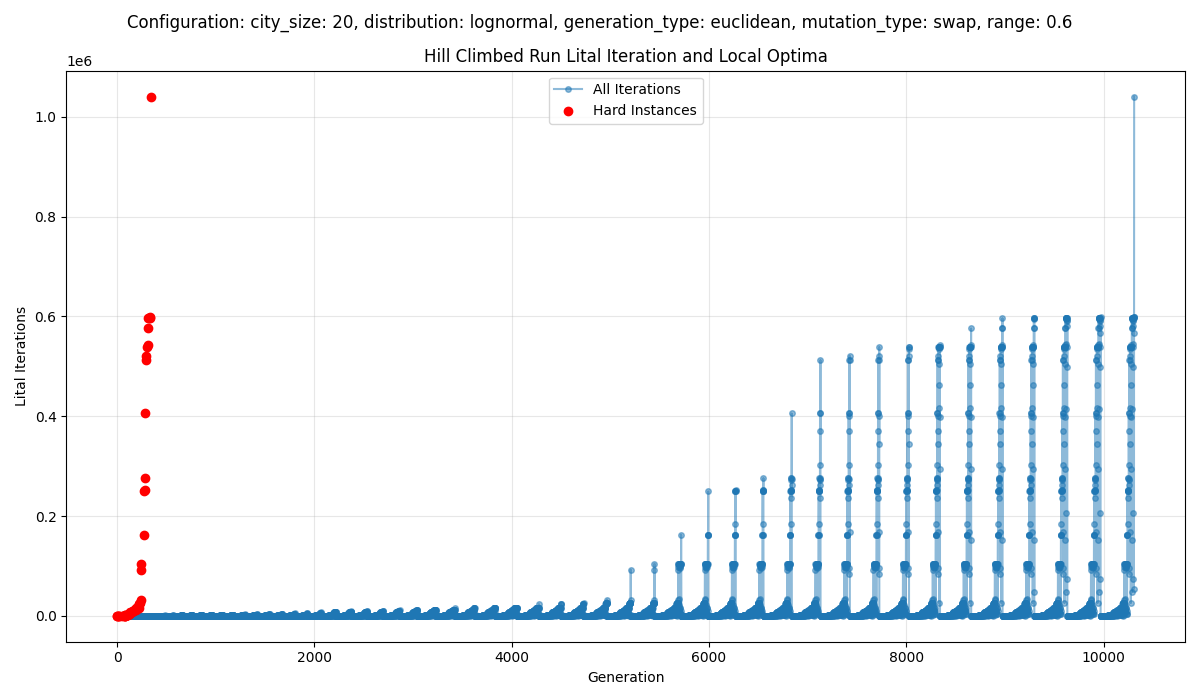 Configuration: city_size: 20, distribution: lognormal, generation_type: euclidean, mutation_type: swap, range: 0.6
Hill Climbed Run Lital Iteration and Local Optima
1e6
All Iterations
Hard Instances
1.0
0.8
0.6
0.4
0.2
0.0
Lital Iterations
0 2000 4000 6000 8000 10000
Generation